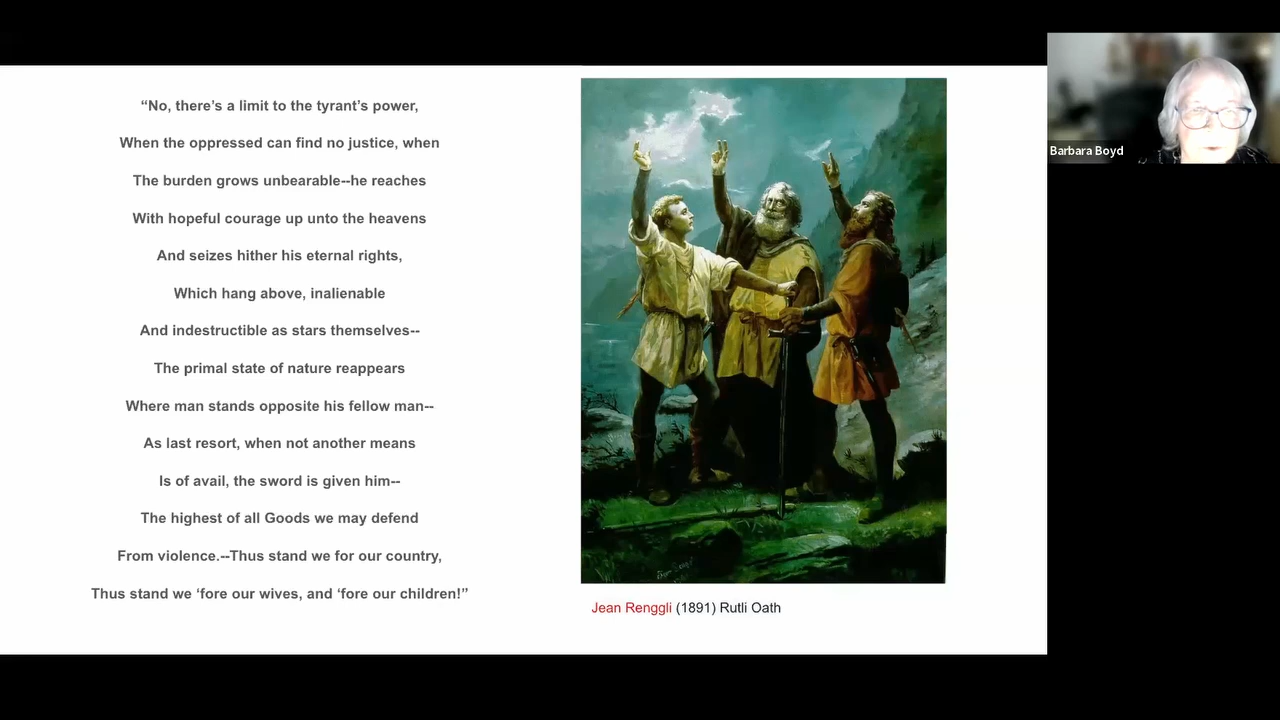 “No, there’s a limit to the tyrant’s power,
When the oppressed can find no justice, when
The burden grows unbearable--he reaches
With hopeful courage up unto the heavens
And seizes hither his eternal rights,
Which hang above, inalienable
And indestructible as stars themselves--
The primal state of nature reappears
Where man stands opposite his fellow man--
As last resort, when not another means
Is of avail, the sword is given him--
The highest of all Goods we may defend
From violence.--Thus stand we for our country,
Thus stand we ‘fore our wives, and ‘fore our children!”
Jean Renggli (1891) Rutli Oath
Barbara Boyd